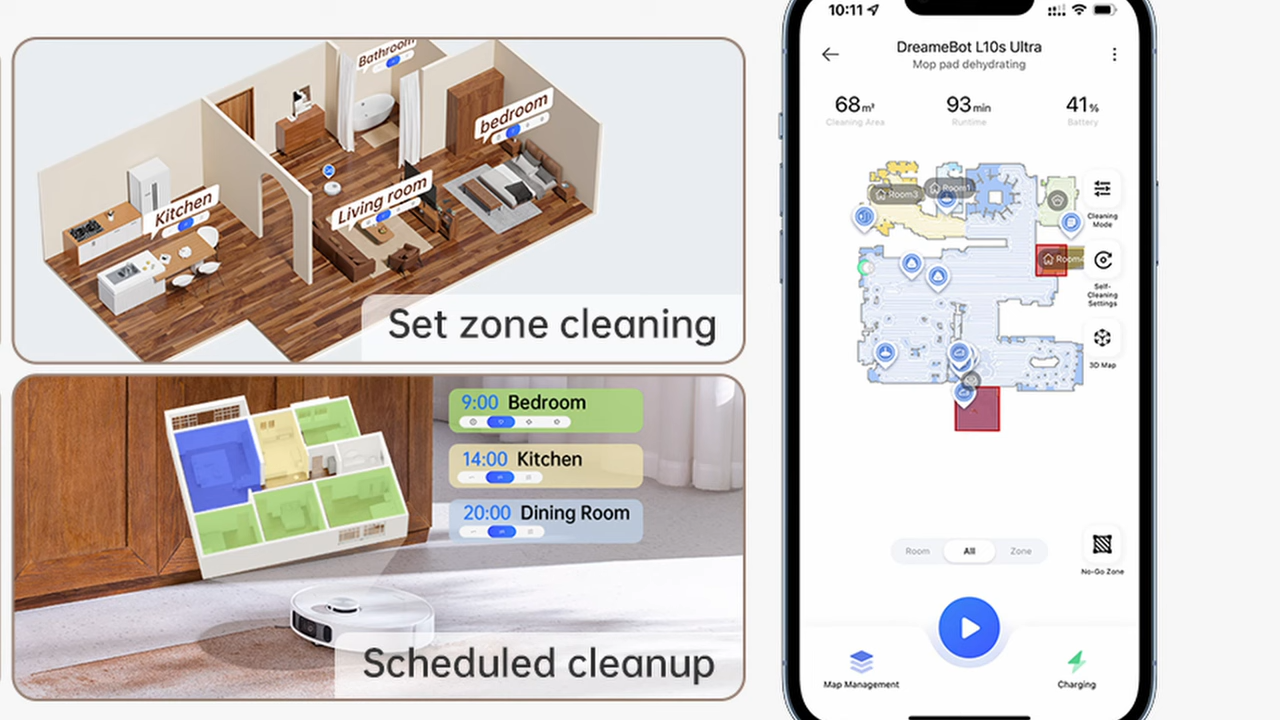 Bathroom
bedroom
Living room
Kitchen
Set zone cleaning
9:00 Bedroom
14:00 Kitchen
20:00 Dining Room
Scheduled cleanup
10:11
DreameBot L10s Ultra
Mop pad dehydrating
68m²
93min
41%
Cleaning Area
Runtime
Battery
Room3
Room1
Cleaning
Mode
Room4
Self-
Cleaning
Settings
3D Map
Room
All
Zone
No-Go Zone
Map Management
Charging